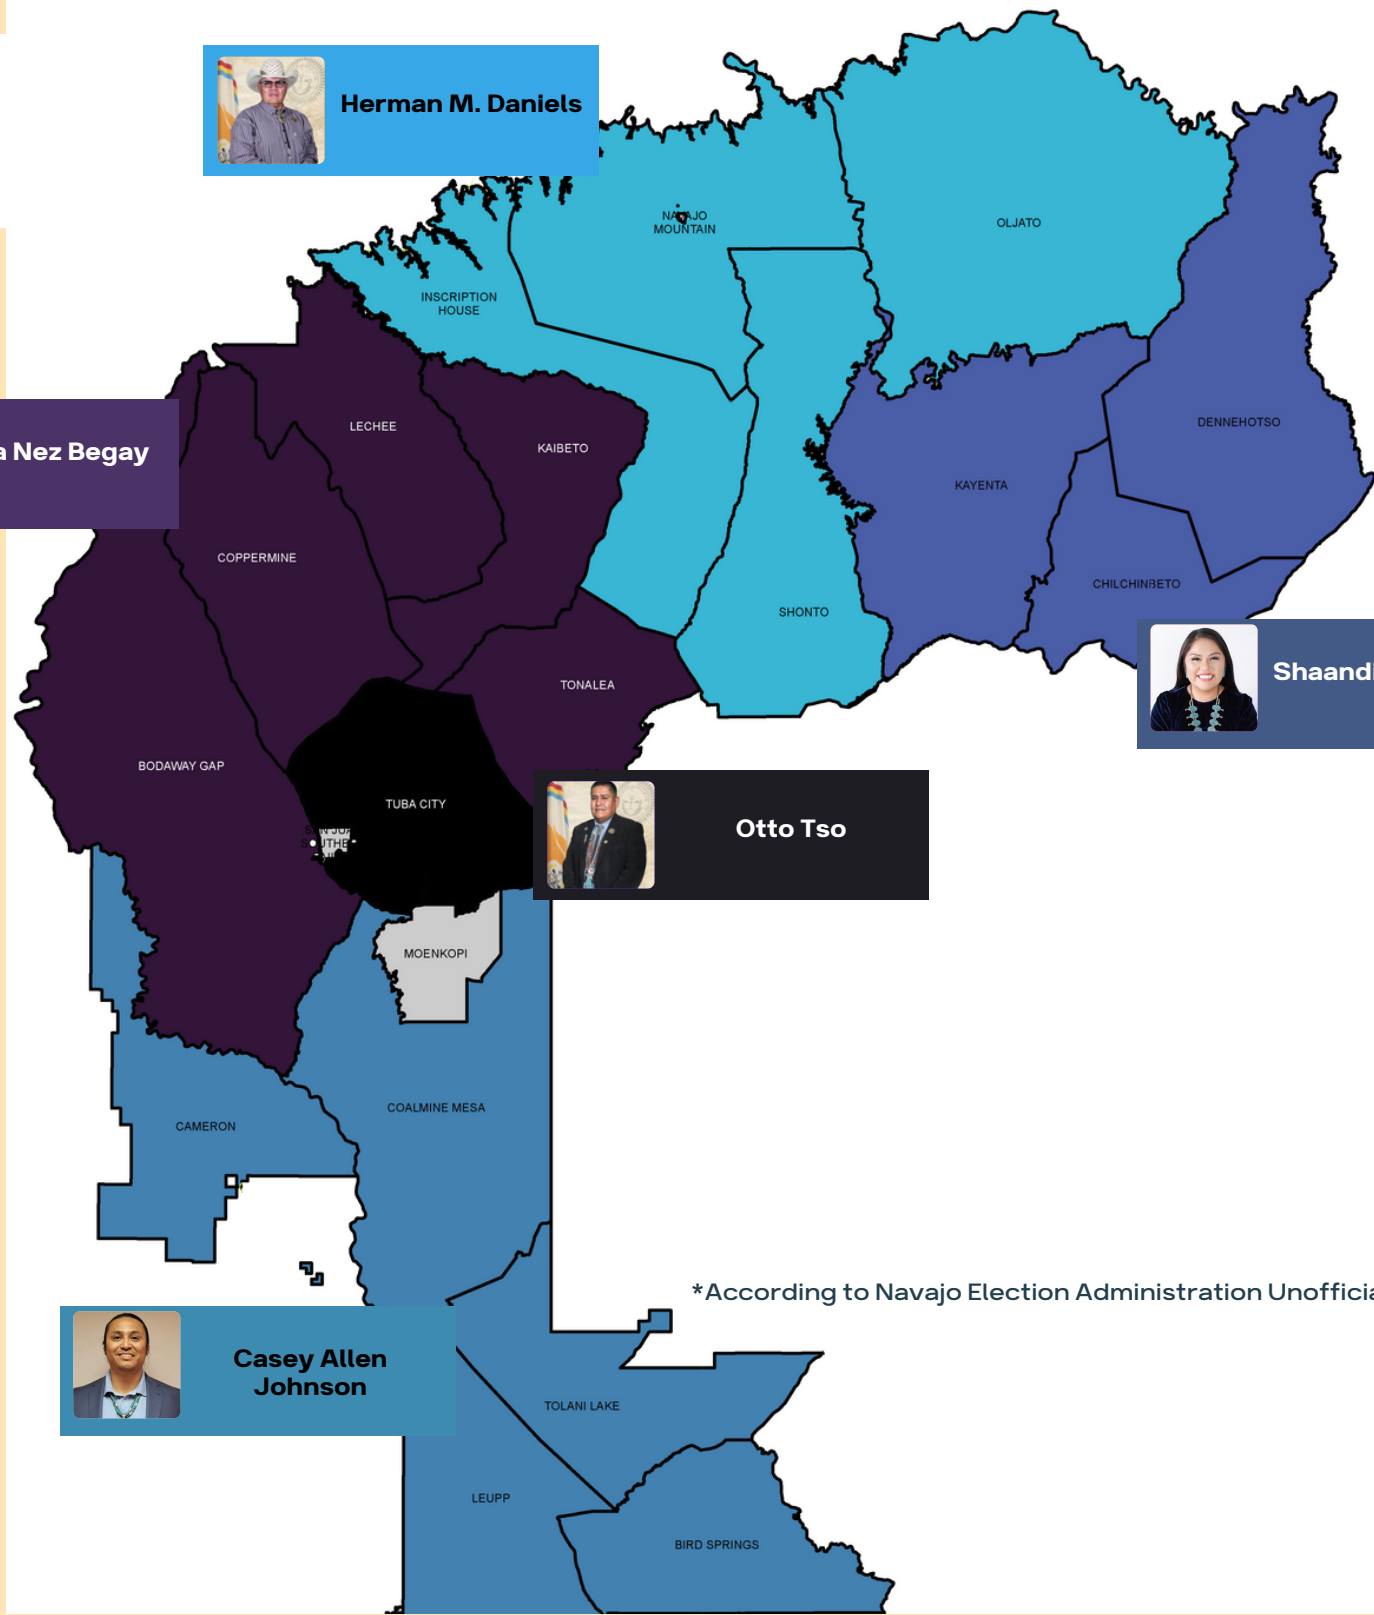 Herman M. Daniels
NAVAJO
MOUNTAIN
OLJATO
INSCRIPTION
HOUSE
LECHEE
KAIBETO
DENNEHOTSO
a Nez Begay
KAYENTA
COPPERMINE
CHILCHINBETO
SHONTO
Shaandi
TONALEA
BODAWAY GAP
TUBA CITY
Otto Tso
MOENKOPI
COALMINE MESA
CAMERON
*According to Navajo Election Administration Unofficia
Casey Allen
Johnson
TOLANI LAKE
LEUPP
BIRD SPRINGS